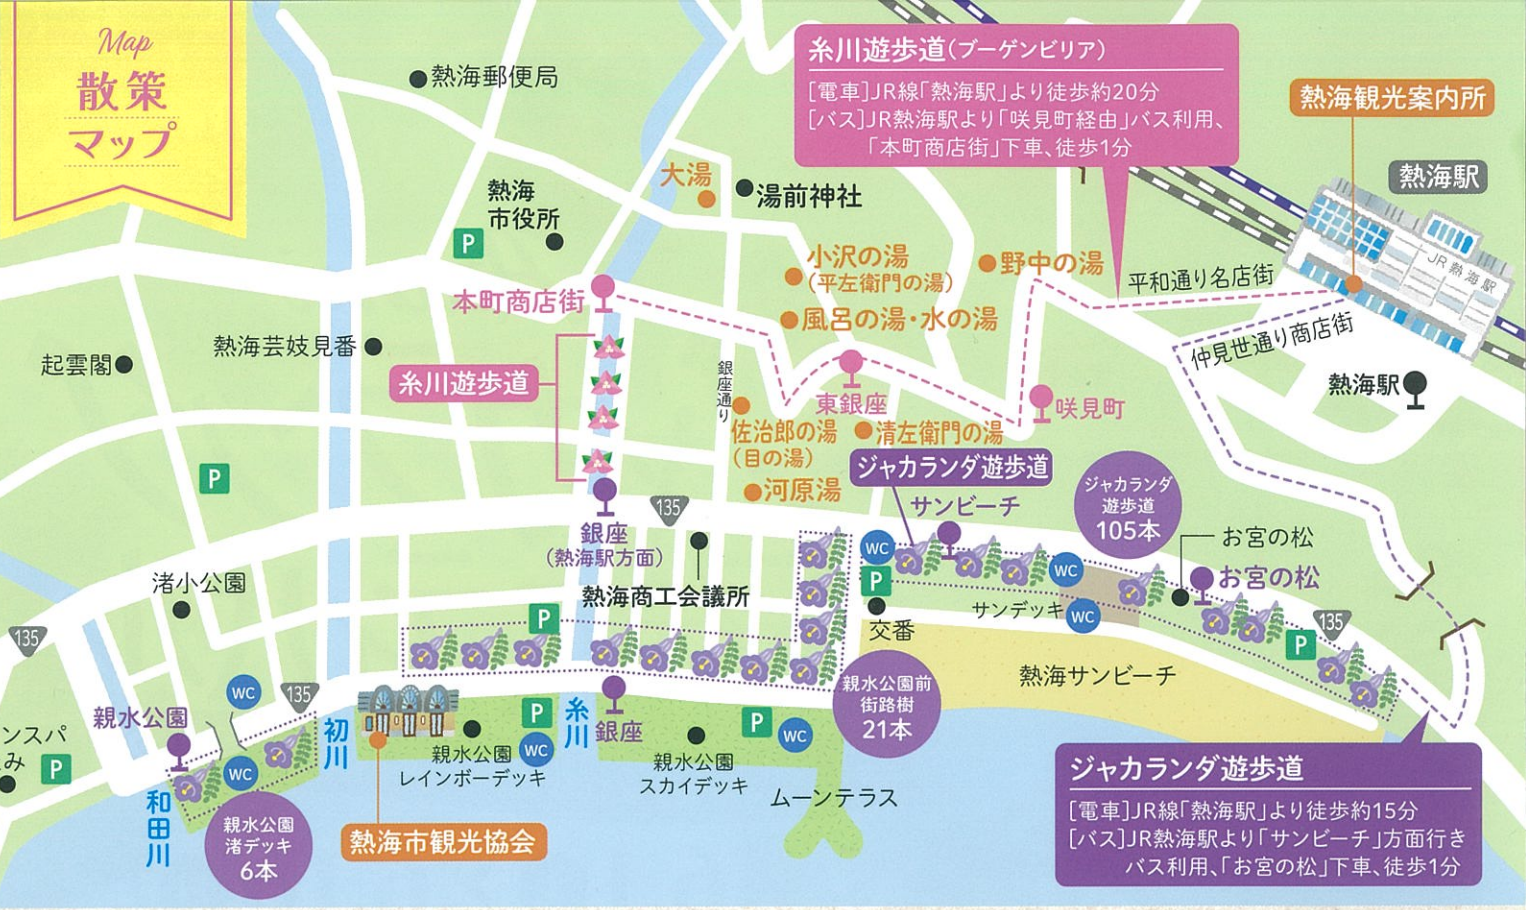 Map
散策
マップ
熱海郵便局
糸川遊歩道(ブーゲンビリア)
[電車]JR線「熱海駅」より徒歩約20分
[バス]JR熱海駅より「咲見町経由」バス利用、
「本町商店街」下車、徒歩1分
熱海観光案内所
熱海駅
JR熱海駅
大湯
湯前神社
熱海
市役所
P
小沢の湯
(平左衛門の湯)
野中の湯
平和通り名店街
本町商店街
風呂の湯・水の湯
仲見世通り商店街
熱海芸妓見番
起雲閣
糸川遊歩道
銀座通り
東銀座
咲見町
熱海駅
佐治郎の湯
(目の湯)
清左衛門の湯
ジャカランダ遊歩道
河原湯
P
135
サンビーチ
ジャカランダ
遊歩道
105本
銀座
(熱海駅方面)
お宮の松
WC
WC
P
お宮の松
渚小公園
熱海商工会議所
サンデッキ
WC
135
135
P
交番
P
熱海サンビーチ
親水公園前
街路樹
21本
WC
135
親水公園
初川
糸川
銀座
P
P
WC
ンスパ
み
P
WC
親水公園
レインボーデッキ
WC
親水公園
スカイデッキ
ムーンテラス
和田川
親水公園
渚デッキ
6本
熱海市観光協会
ジャカランダ遊歩道
[電車]JR線「熱海駅」より徒歩約15分
[バス]JR熱海駅より「サンビーチ」方面行き
バス利用、「お宮の松」下車、徒歩1分